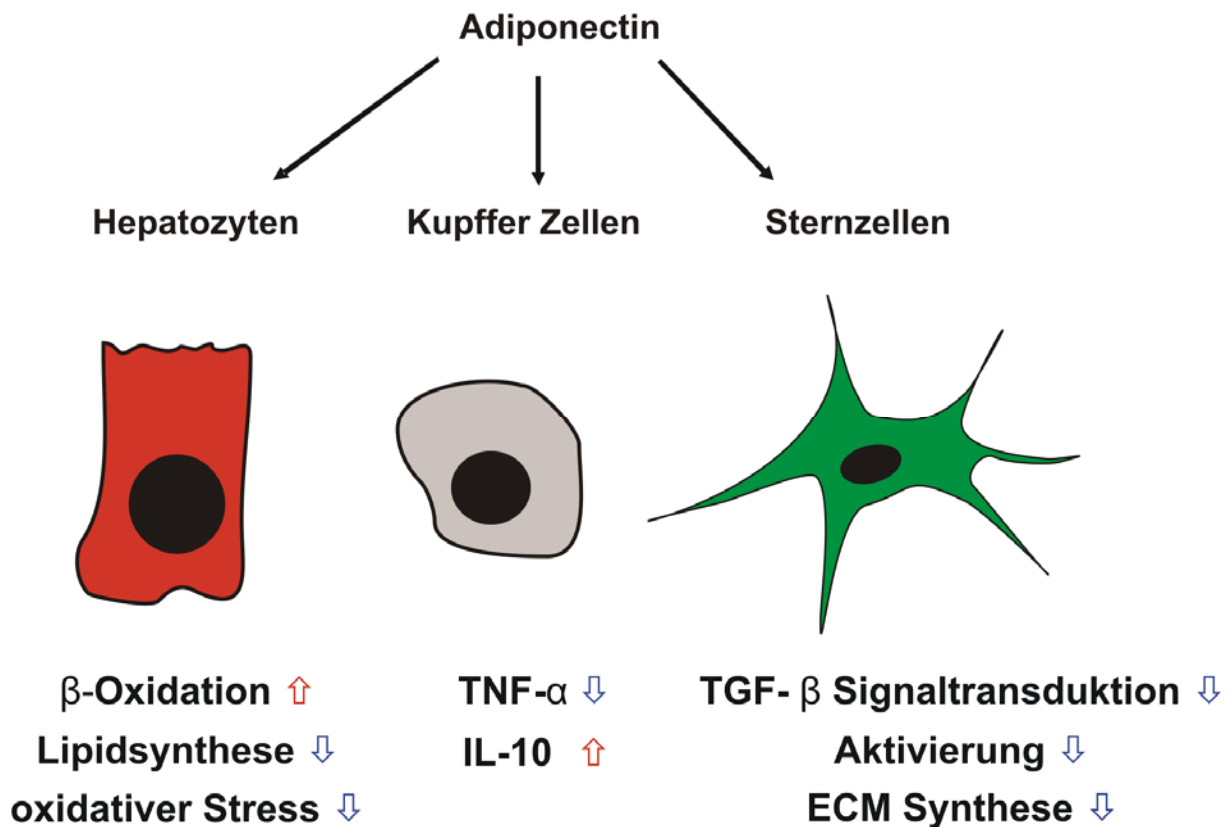 Adiponectin
Hepatozyten
Kupffer Zellen
Sternzellen
β-Oxidation ⇧
TNF-α ⇩
TGF- β Signaltransduktion ⇩
Lipidsynthese ⇩
IL-10 ⇧
Aktivierung ⇩
oxidativer Stress ⇩
ECM Synthese ⇩